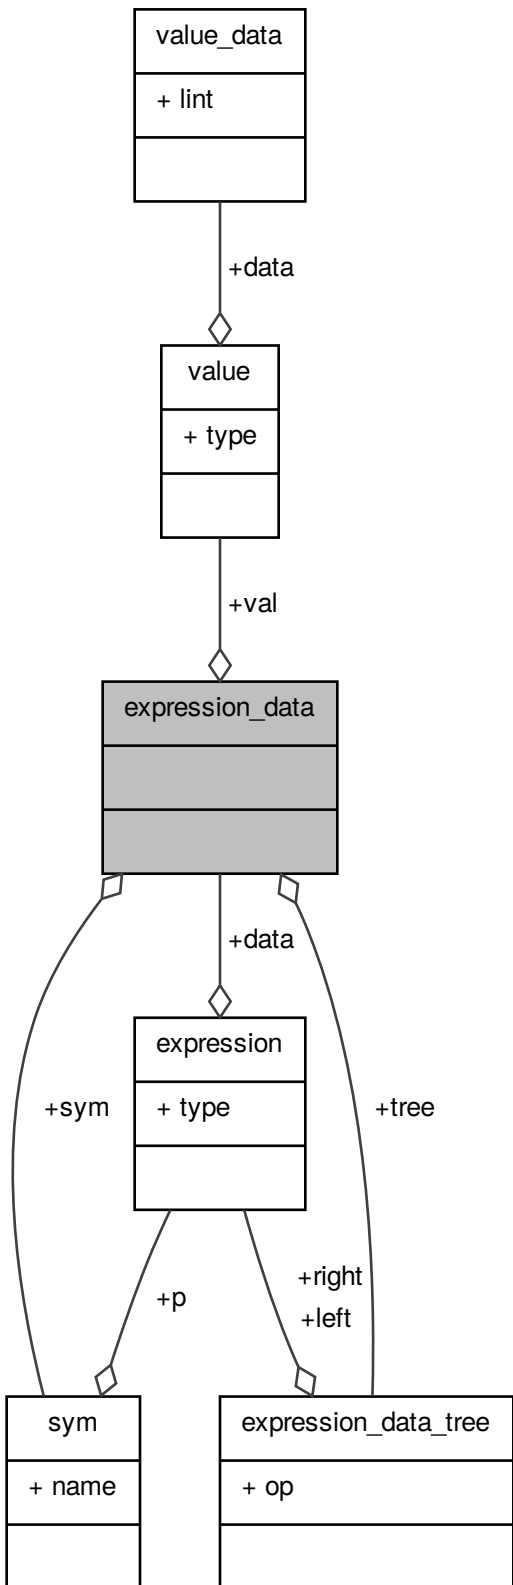 value_data
+ lint
+data
value
+ type
+val
expression_data
+data
expression
+ type
+sym
+tree
+p
+right
+left
sym
+ name
expression_data_tree
+ op